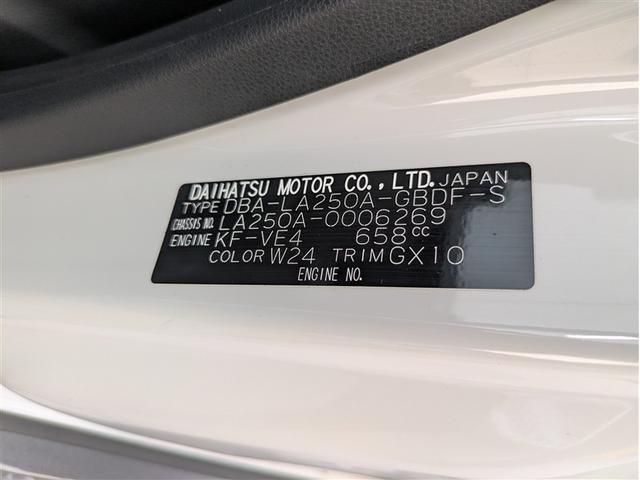 DAIHATSU MOTOR CO.,LTD. JAPAN
TYPE DBA-LA250A-GBDF-S
CHASSIS NO. LA250A-0006269
ENGINE KF-VE4 658CC
COLOR W24 TRIM GX10
ENGINE NO.